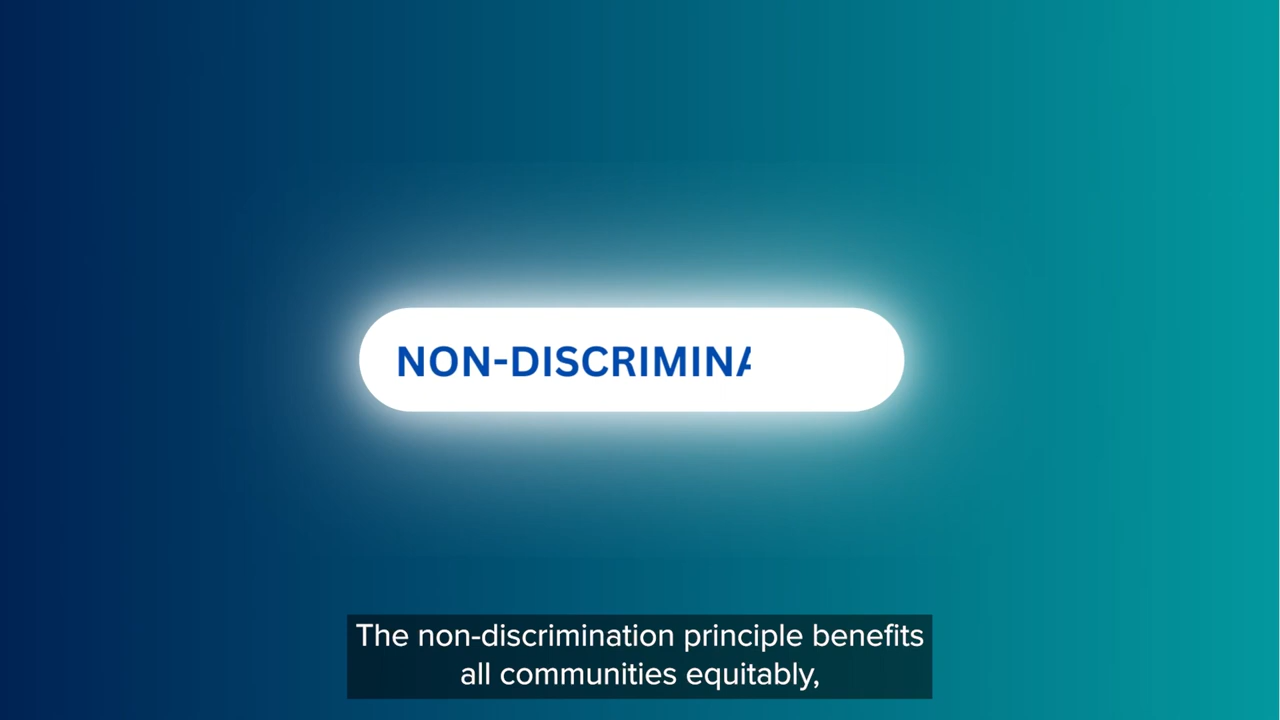 NON-DISCRIMINA
The non-discrimination principle benefits
all communities equitably,